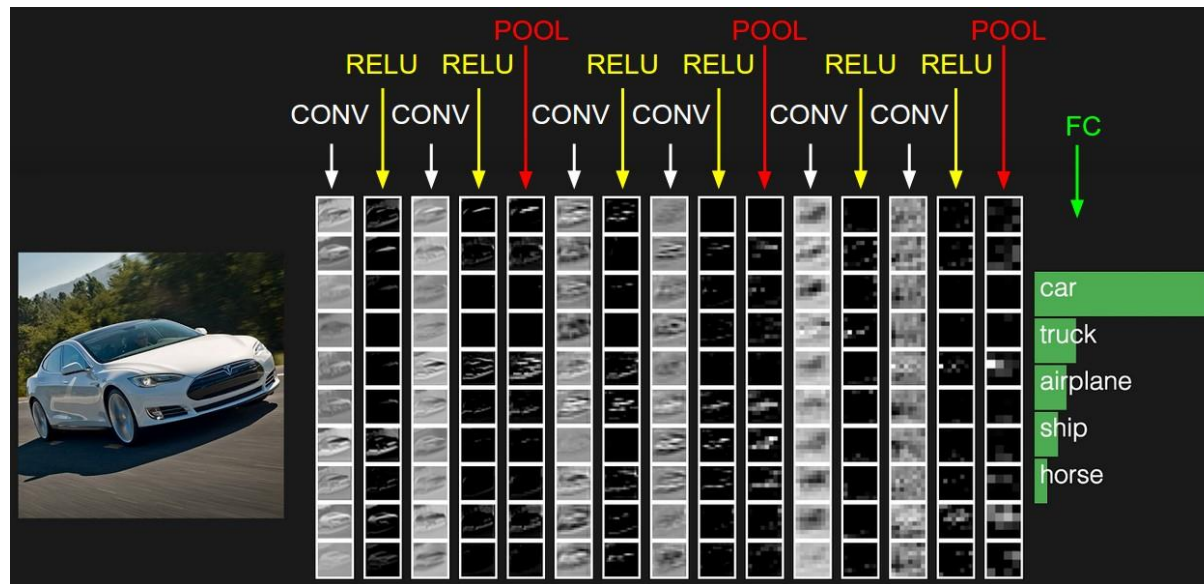 POOL POOL POOL
RELU RELU RELU RELU RELU RELU
CONV CONV CONV CONV CONV CONV
FC
car
truck
airplane
ship
horse